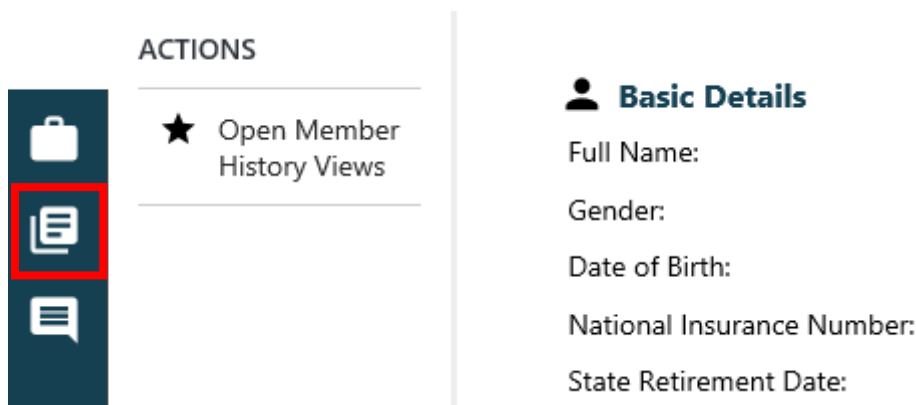 ACTIONS
Open Member
History Views
Basic Details
Full Name:
Gender:
Date of Birth:
National Insurance Number:
State Retirement Date: